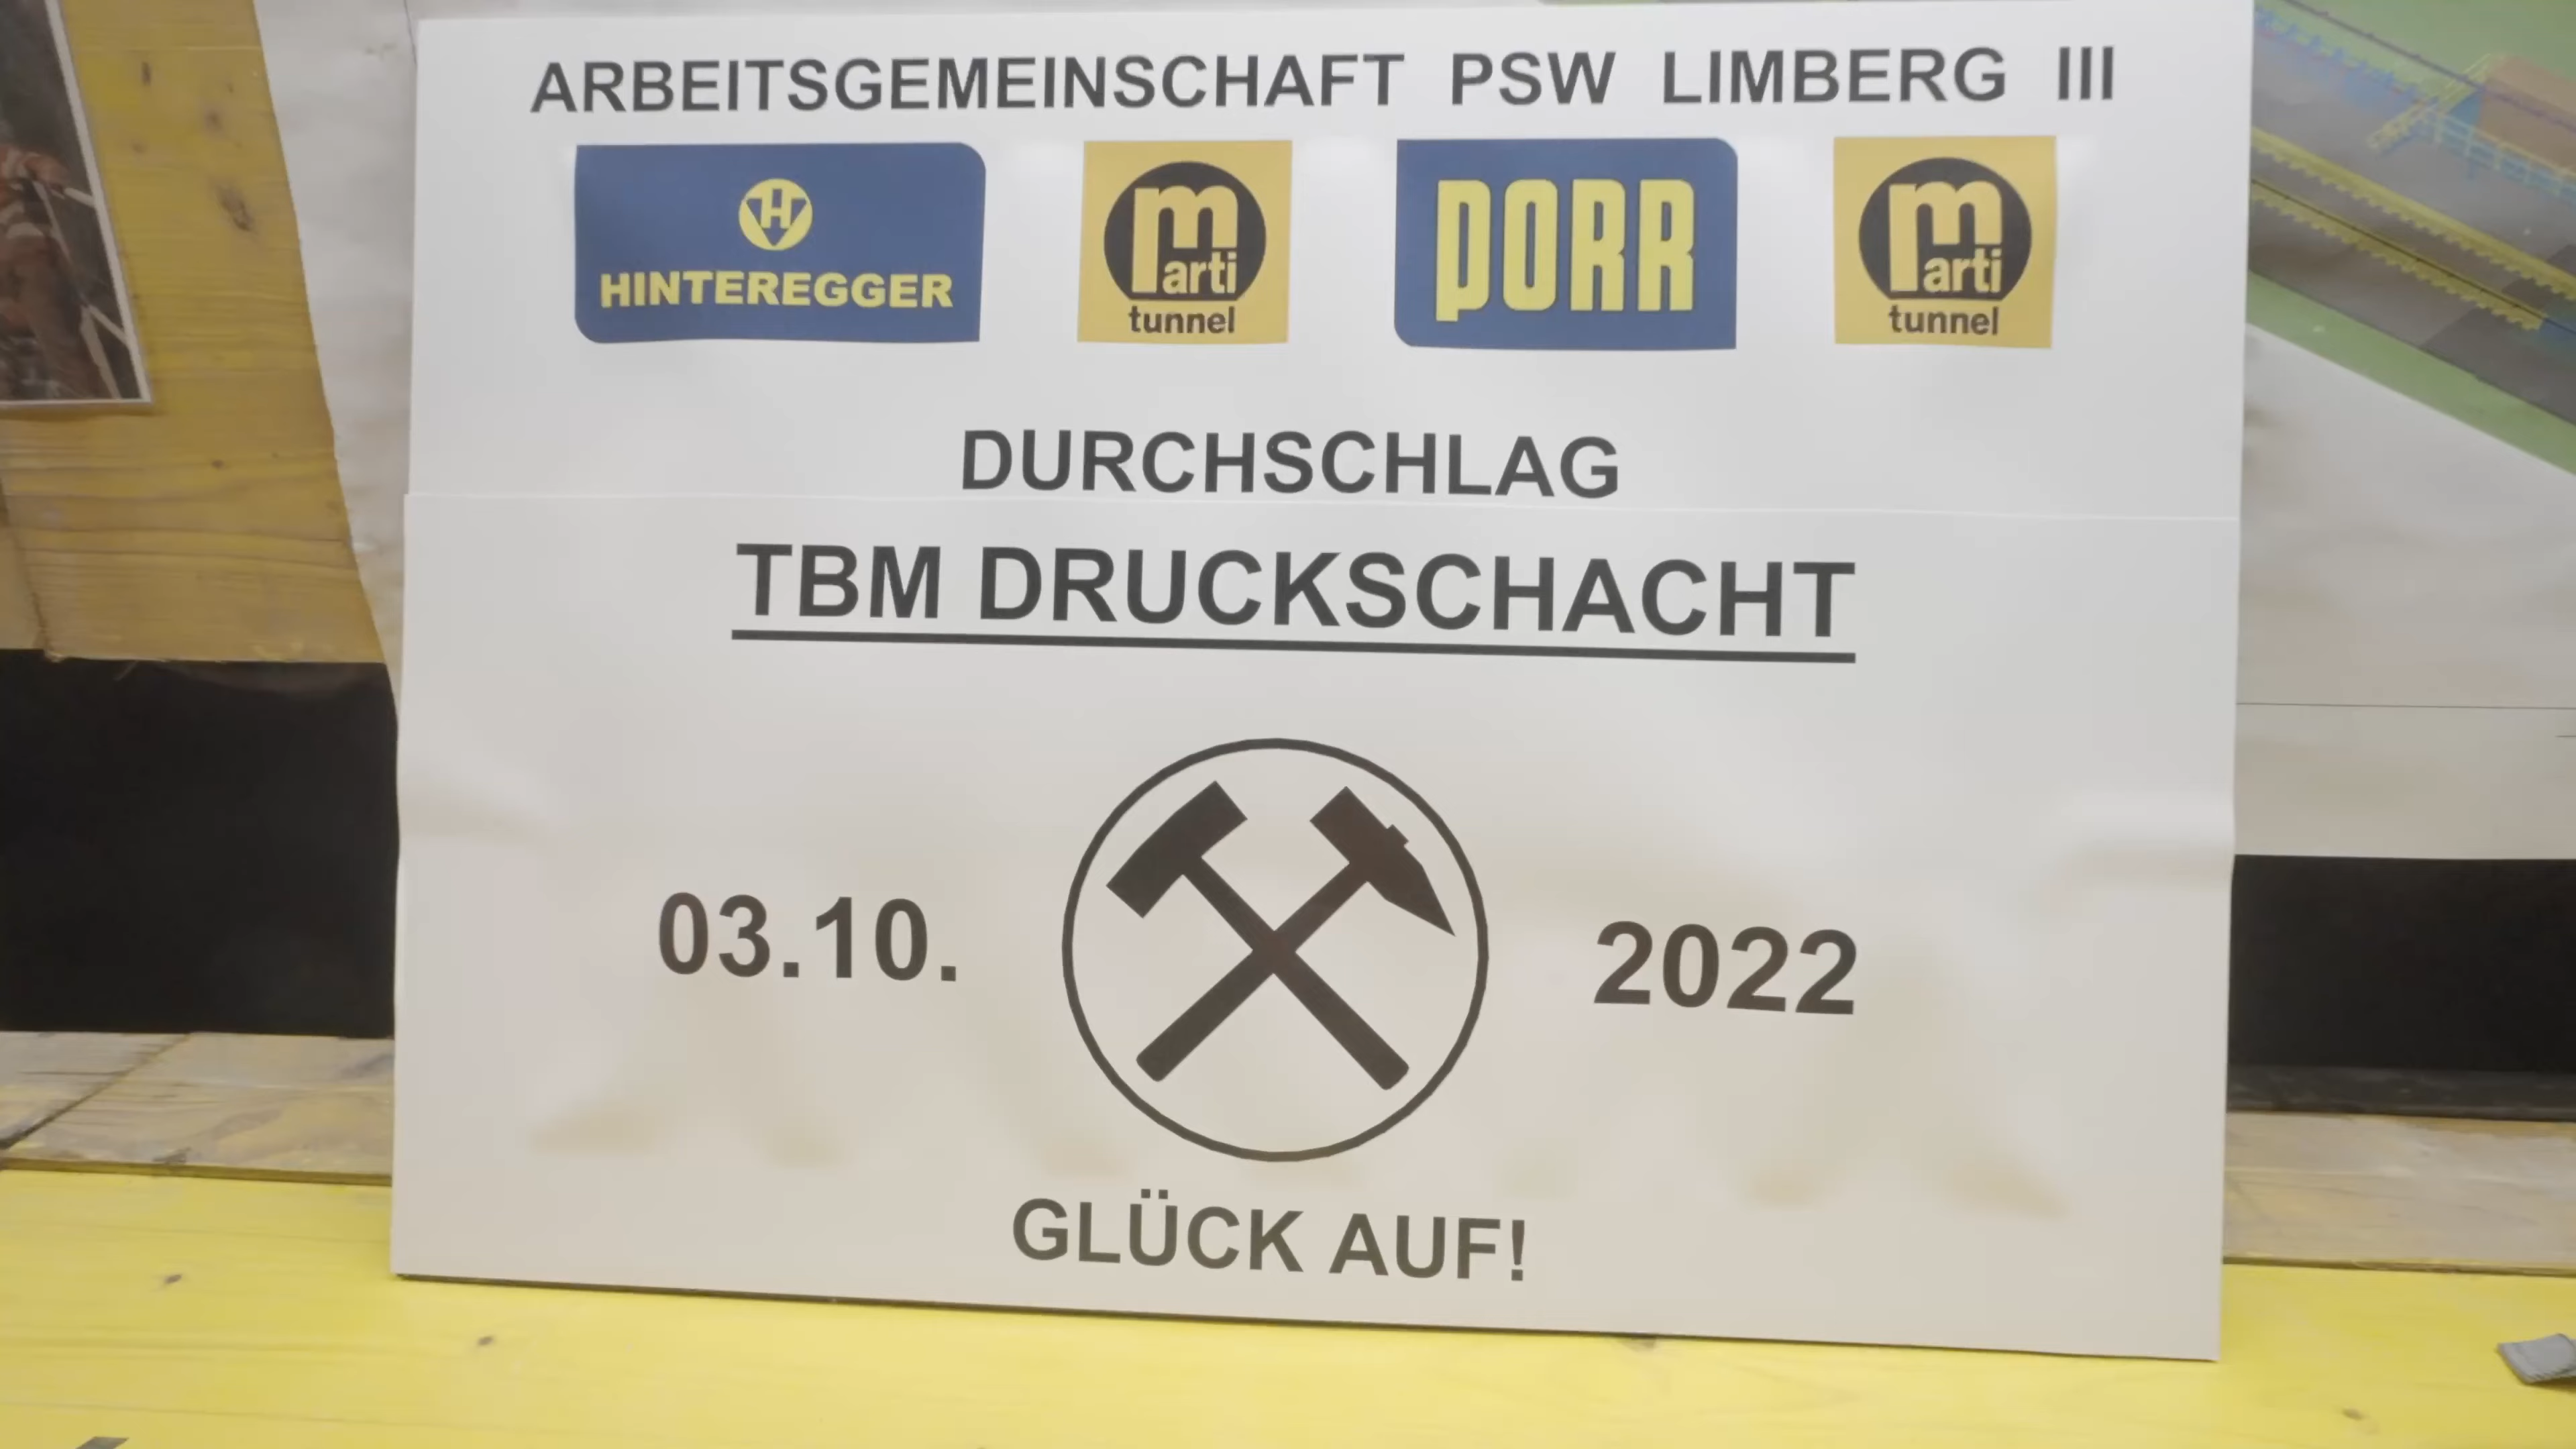 ARBEITSGEMEINSCHAFT PSW LIMBERG III
H
HINTEREGGER
marti
tunnel
PORR
marti
tunnel
DURCHSCHLAG
TBM DRUCKSCHACHT
03.10. 2022
GLÜCK AUF!